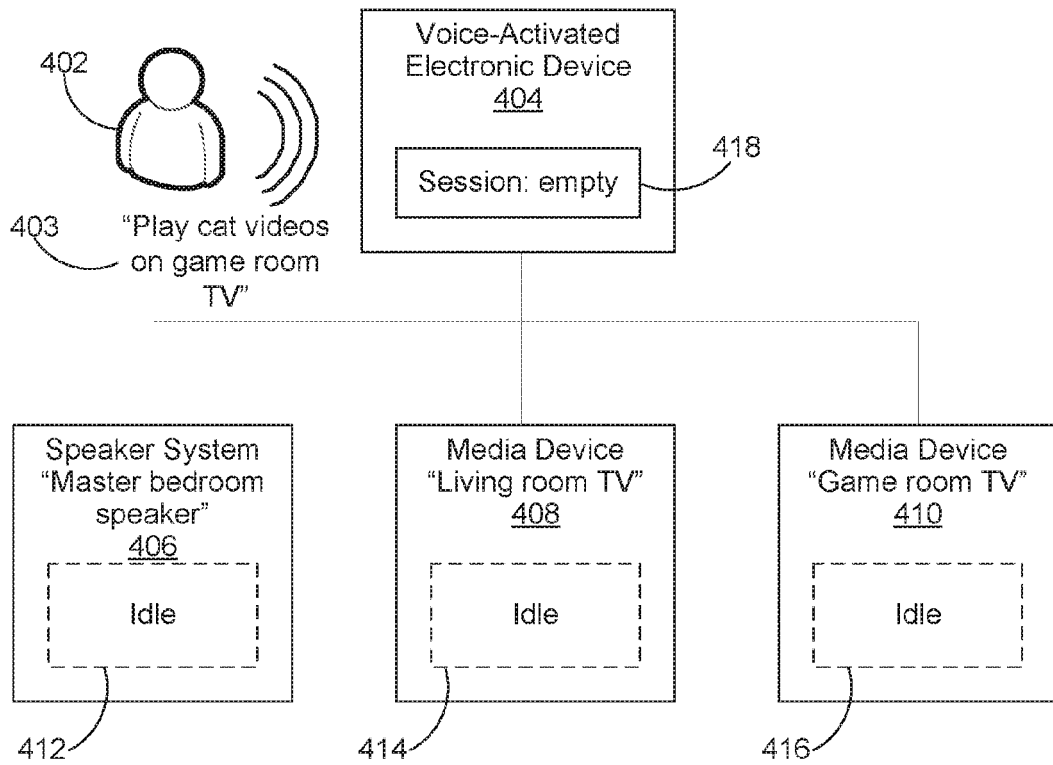 402
Voice-Activated
Electronic Device
404
Session: empty
418
403
“Play cat videos
on game room
TV”
Speaker System
“Master bedroom
speaker”
406
Idle
412
Media Device
“Living room TV”
408
Idle
414
Media Device
“Game room TV”
410
Idle
416